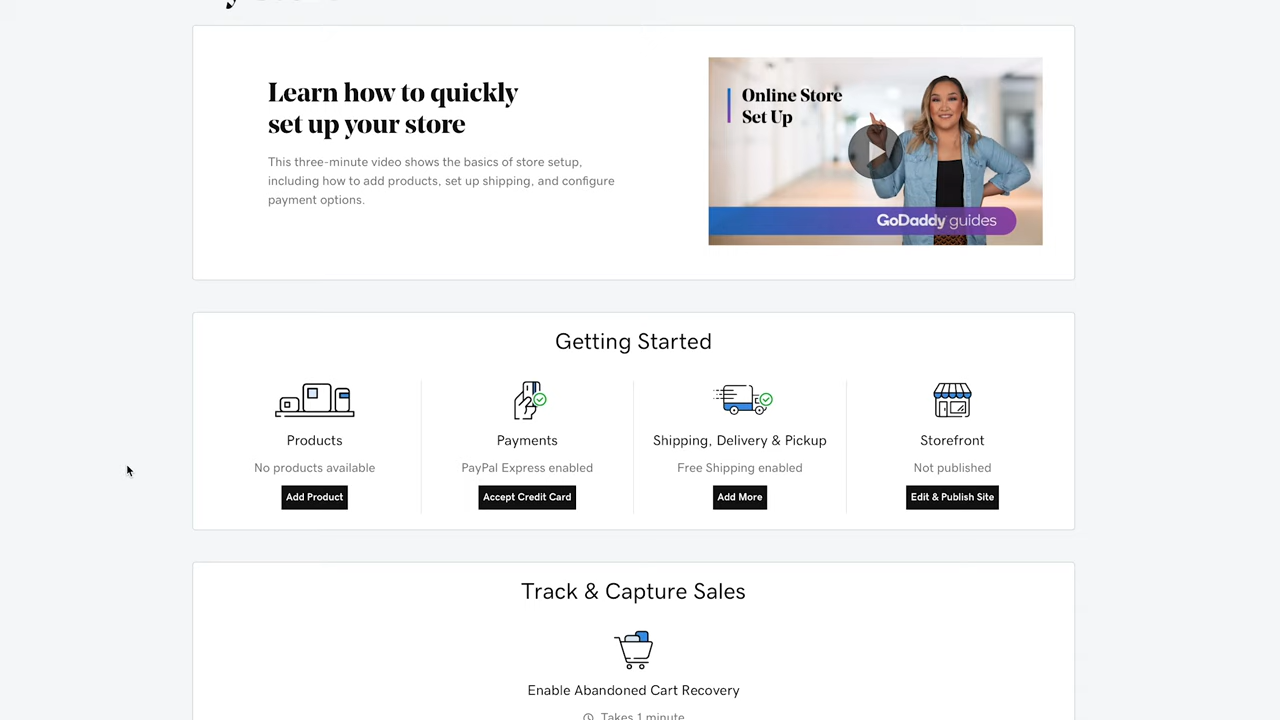 Learn how to quickly
set up your store
This three-minute video shows the basics of store setup,
including how to add products, set up shipping, and configure
payment options.
Online Store
Set Up
GoDaddy guides
Getting Started
Products
No products available
Add Product
Payments
PayPal Express enabled
Accept Credit Card
Shipping, Delivery & Pickup
Free Shipping enabled
Add More
Storefront
Not published
Edit & Publish Site
Track & Capture Sales
Enable Abandoned Cart Recovery
Takes 1 minute